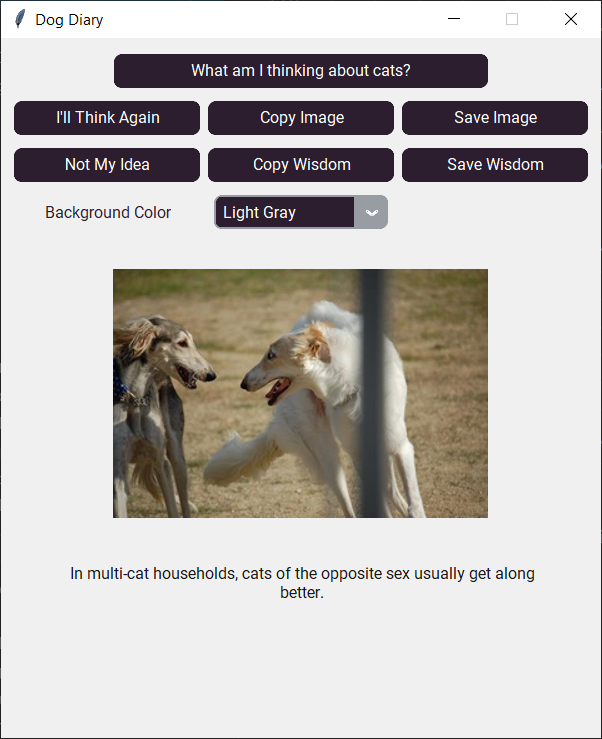 Dog Diary
What am I thinking about cats?
I'll Think Again
Copy Image
Save Image
Not My Idea
Copy Wisdom
Save Wisdom
Background Color
Light Gray
In multi-cat households, cats of the opposite sex usually get along
better.